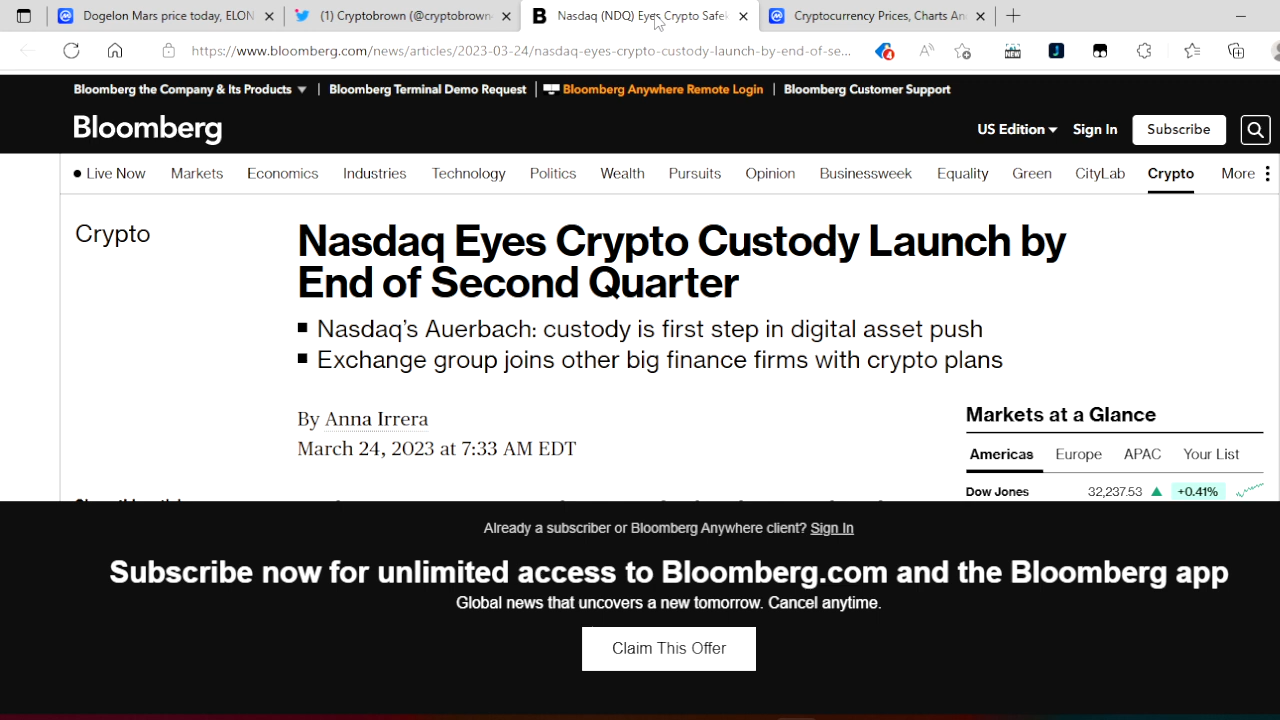 Dogelon Mars price today, ELON
(1) Cryptobrown (@cryptobrown
Nasdaq (NDQ) Eyes Crypto Safek
Cryptocurrency Prices, Charts An
https://www.bloomberg.com/news/articles/2023-03-24/nasdaq-eyes-crypto-custody-launch-by-end-of-se...
Bloomberg the Company & Its Products
Bloomberg Terminal Demo Request
Bloomberg Anywhere Remote Login
Bloomberg Customer Support
Bloomberg
US Edition
Sign In
Subscribe
Live Now
Markets
Economics
Industries
Technology
Politics
Wealth
Pursuits
Opinion
Businessweek
Equality
Green
CityLab
Crypto
More
Crypto
Nasdaq Eyes Crypto Custody Launch by
End of Second Quarter
Nasdaq's Auerbach: custody is first step in digital asset push
Exchange group joins other big finance firms with crypto plans
By Anna Irrera
March 24, 2023 at 7:33 AM EDT
Markets at a Glance
Americas Europe APAC Your List
Dow Jones 32,237.53 +0.41%
Already a subscriber or Bloomberg Anywhere client? Sign In
Subscribe now for unlimited access to Bloomberg.com and the Bloomberg app
Global news that uncovers a new tomorrow. Cancel anytime.
Claim This Offer